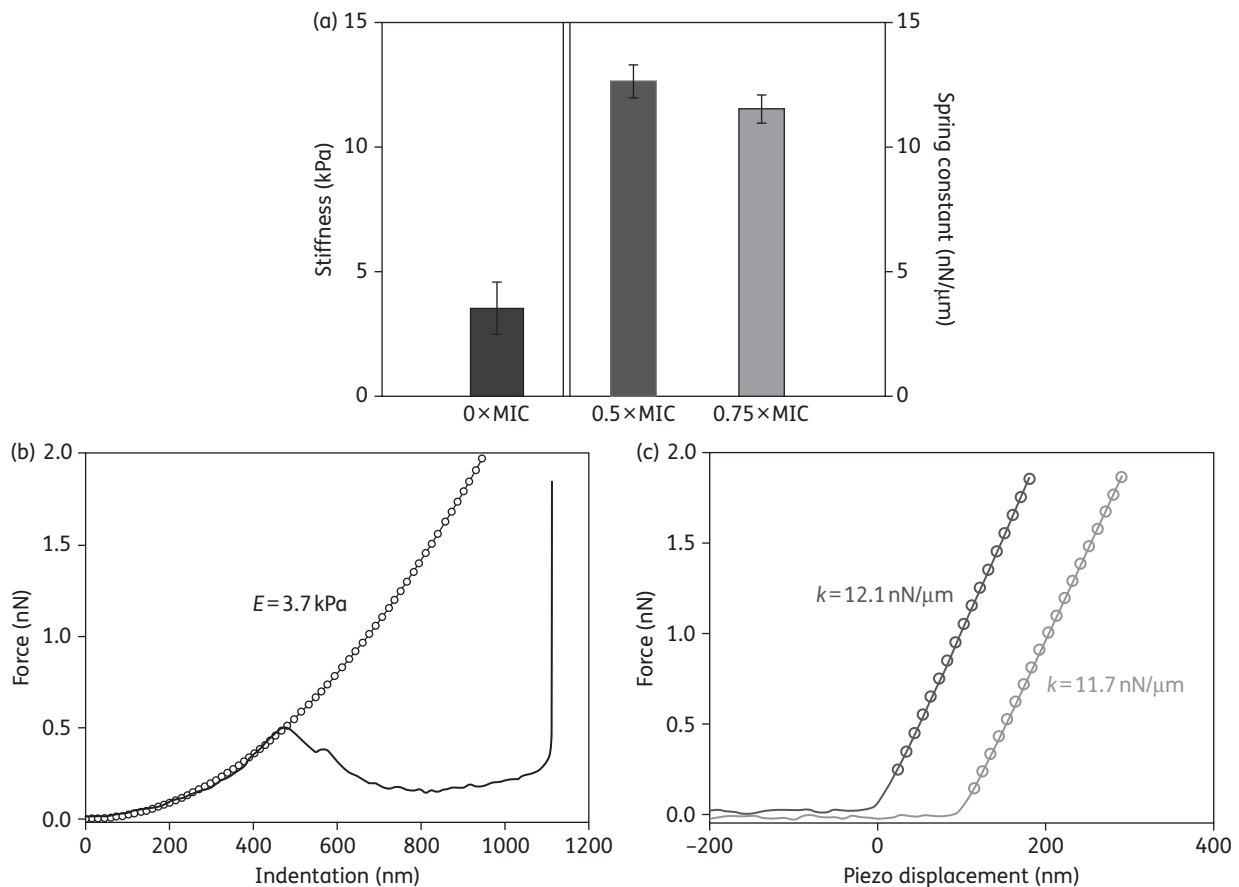 (a)
15
10
5
0
Stiffness (kPa)
15
10
5
0
Spring constant (nN/μm)
0×MIC 0.5×MIC 0.75×MIC
(b)
2.0
1.5
1.0
0.5
0.0
Force (nN)
E=3.7 kPa
0 200 400 600 800 1000 1200
Indentation (nm)
(c)
2.0
1.5
1.0
0.5
0.0
Force (nN)
k=12.1 nN/μm
k=11.7 nN/μm
−200 0 200 400
Piezo displacement (nm)